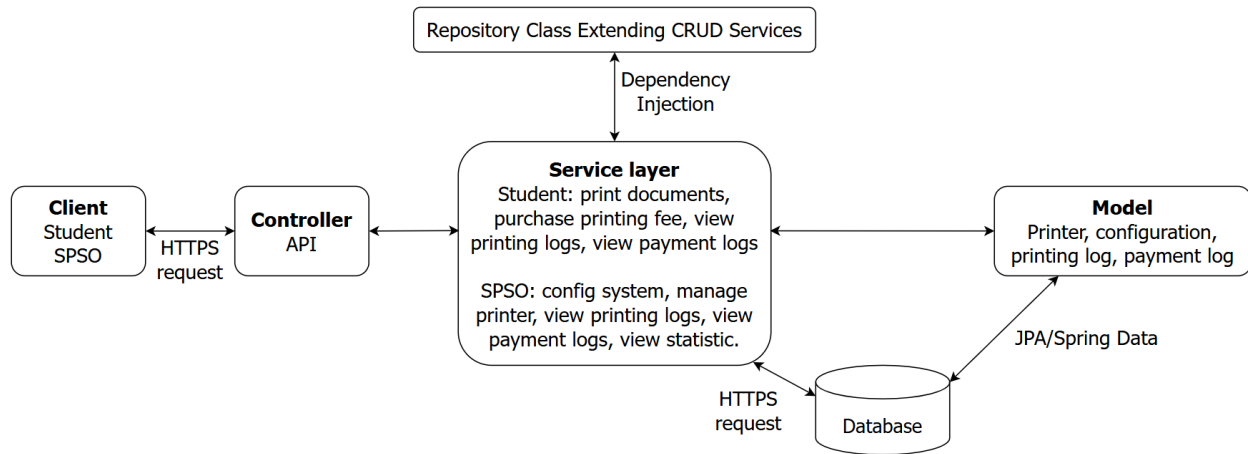 Repository Class Extending CRUD Services
Dependency
Injection
Client
Student
SPSO
HTTPS
request
Controller
API
Service layer
Student: print documents,
purchase printing fee, view
printing logs, view payment logs
SPSO: config system, manage
printer, view printing logs, view
payment logs, view statistic.
Model
Printer, configuration,
printing log, payment log
JPA/Spring Data
HTTPS
request
Database